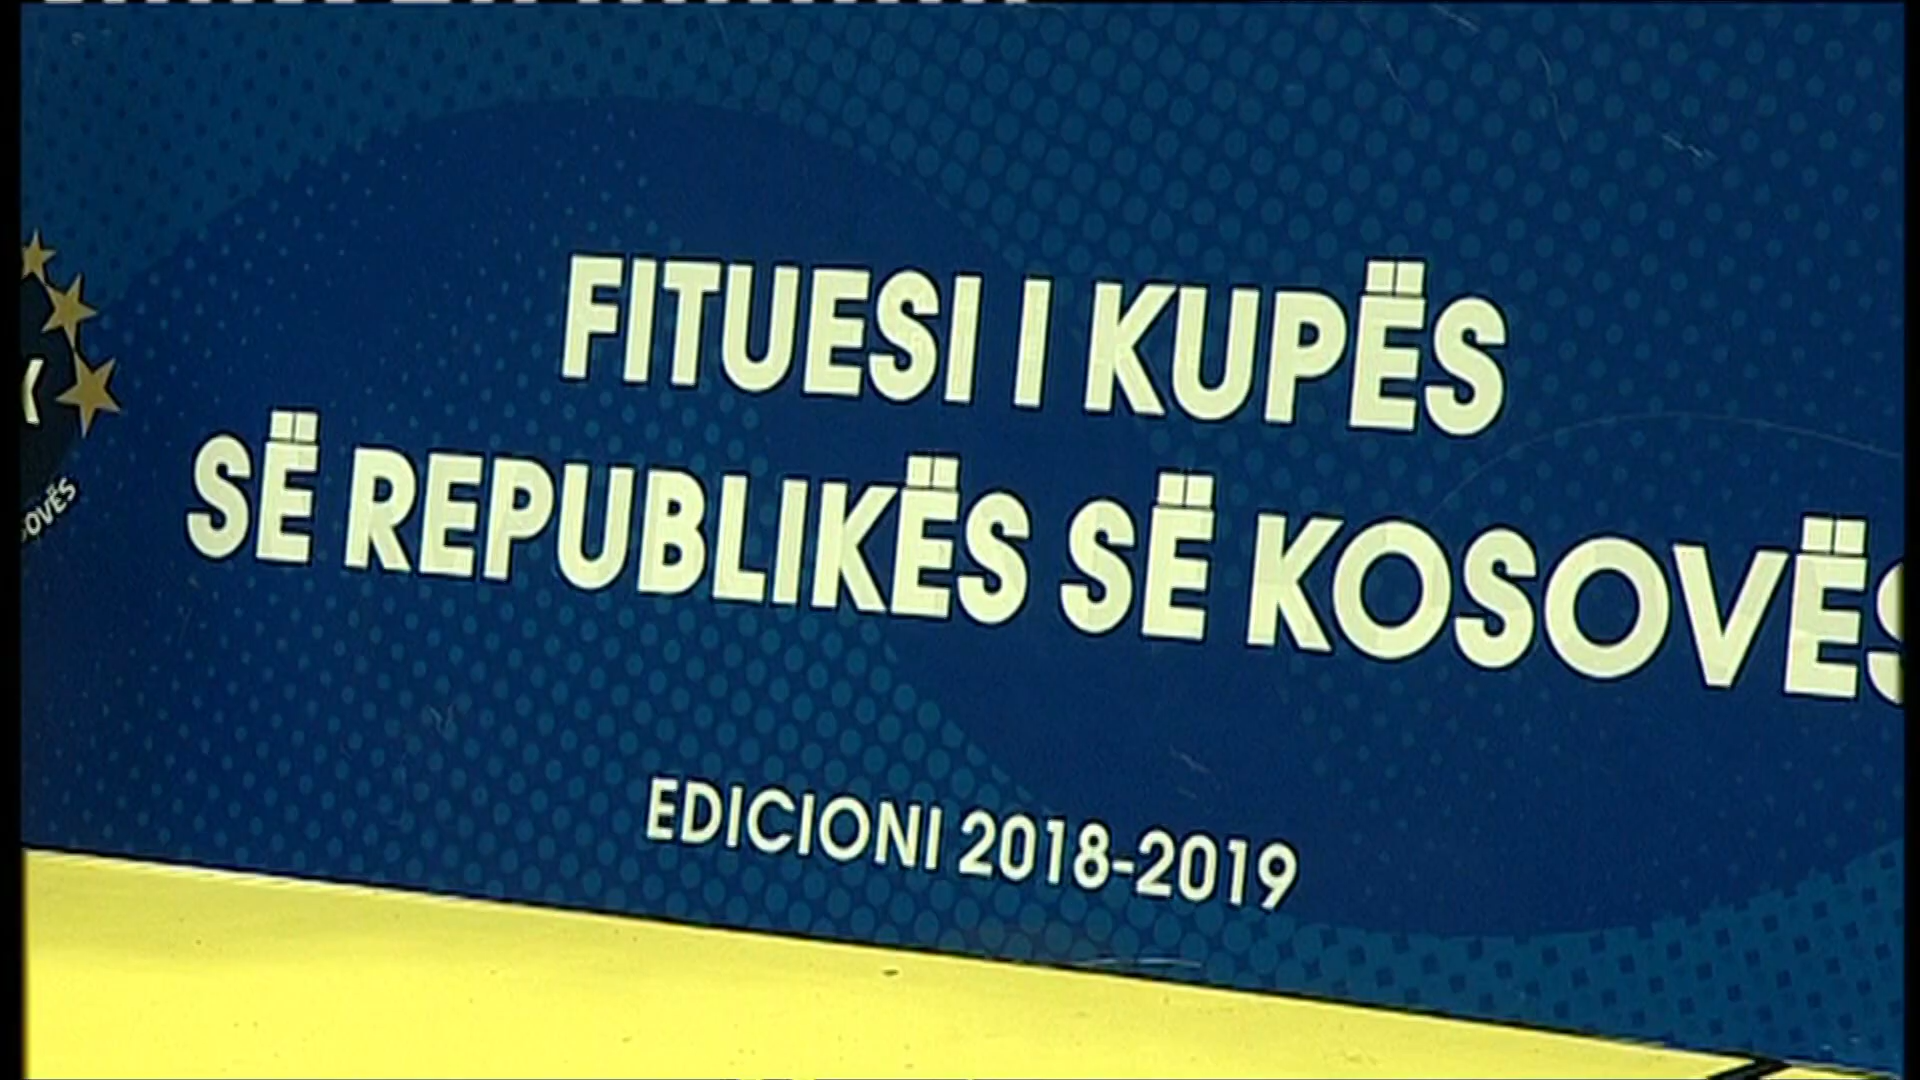 FITUESI I KUPËS
SË REPUBLIKËS SË KOSOVËS
EDICIONI 2018-2019